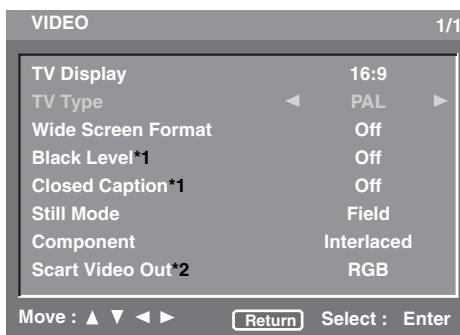 VIDEO 1/1
TV Display 16:9
TV Type ◄ PAL ►
Wide Screen Format Off
Black Level*1 Off
Closed Caption*1 Off
Still Mode Field
Component Interlaced
Scart Video Out*2 RGB
Move : ▲ ▼ ◄ ► Return Select : Enter